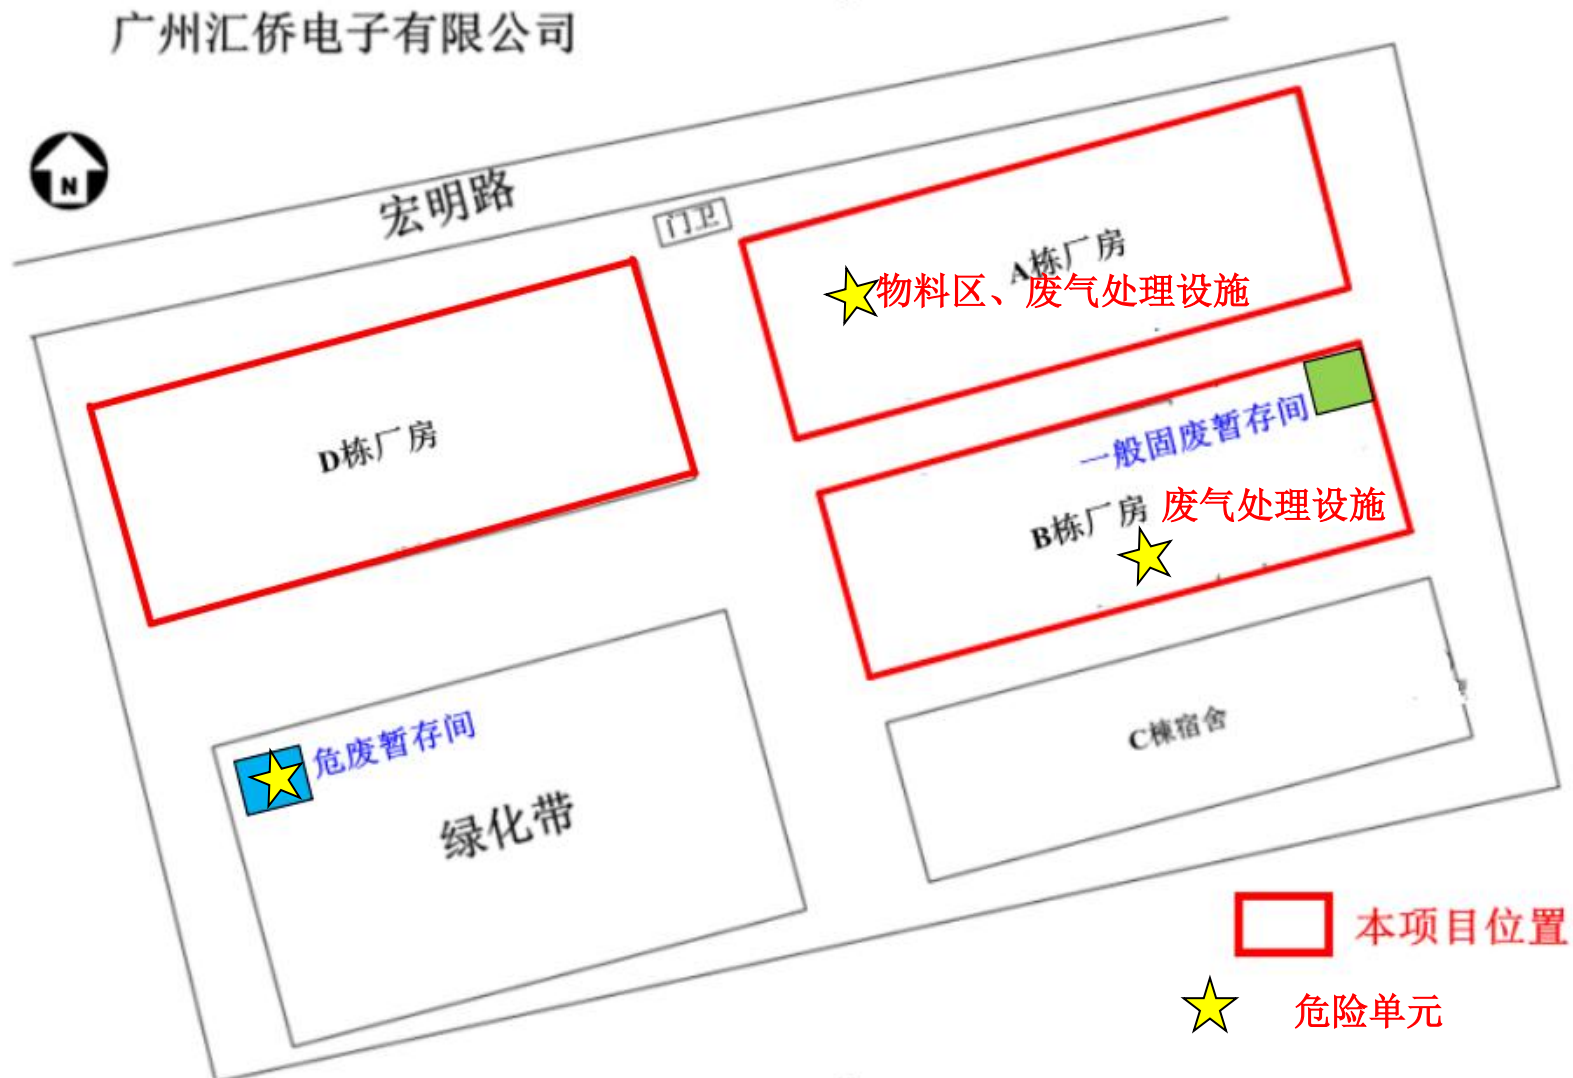 广州汇侨电子有限公司
N
宏明路
门卫
A栋厂房
物料区、废气处理设施
D栋厂房
一般固废暂存间
B栋厂房
废气处理设施
危废暂存间
C棟宿舍
绿化带
本项目位置
危险单元